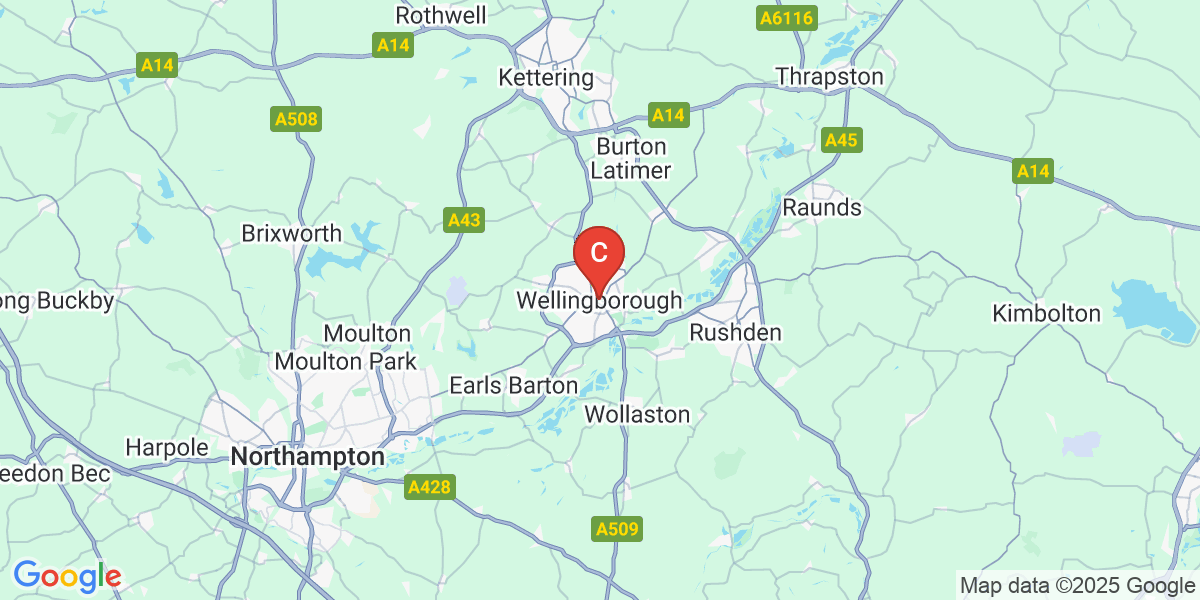 Rothwell
A6116
A14
A14
Kettering
Thrapston
A508
A14
A45
Burton
Latimer
A14
Raunds
A43
Brixworth
C
ong Buckby
Wellingborough
Kimbolton
Moulton
Rushden
Moulton Park
Earls Barton
Wollaston
Harpole
Northampton
eedon Bec
A428
A509
Google
Map data ©2025 Google